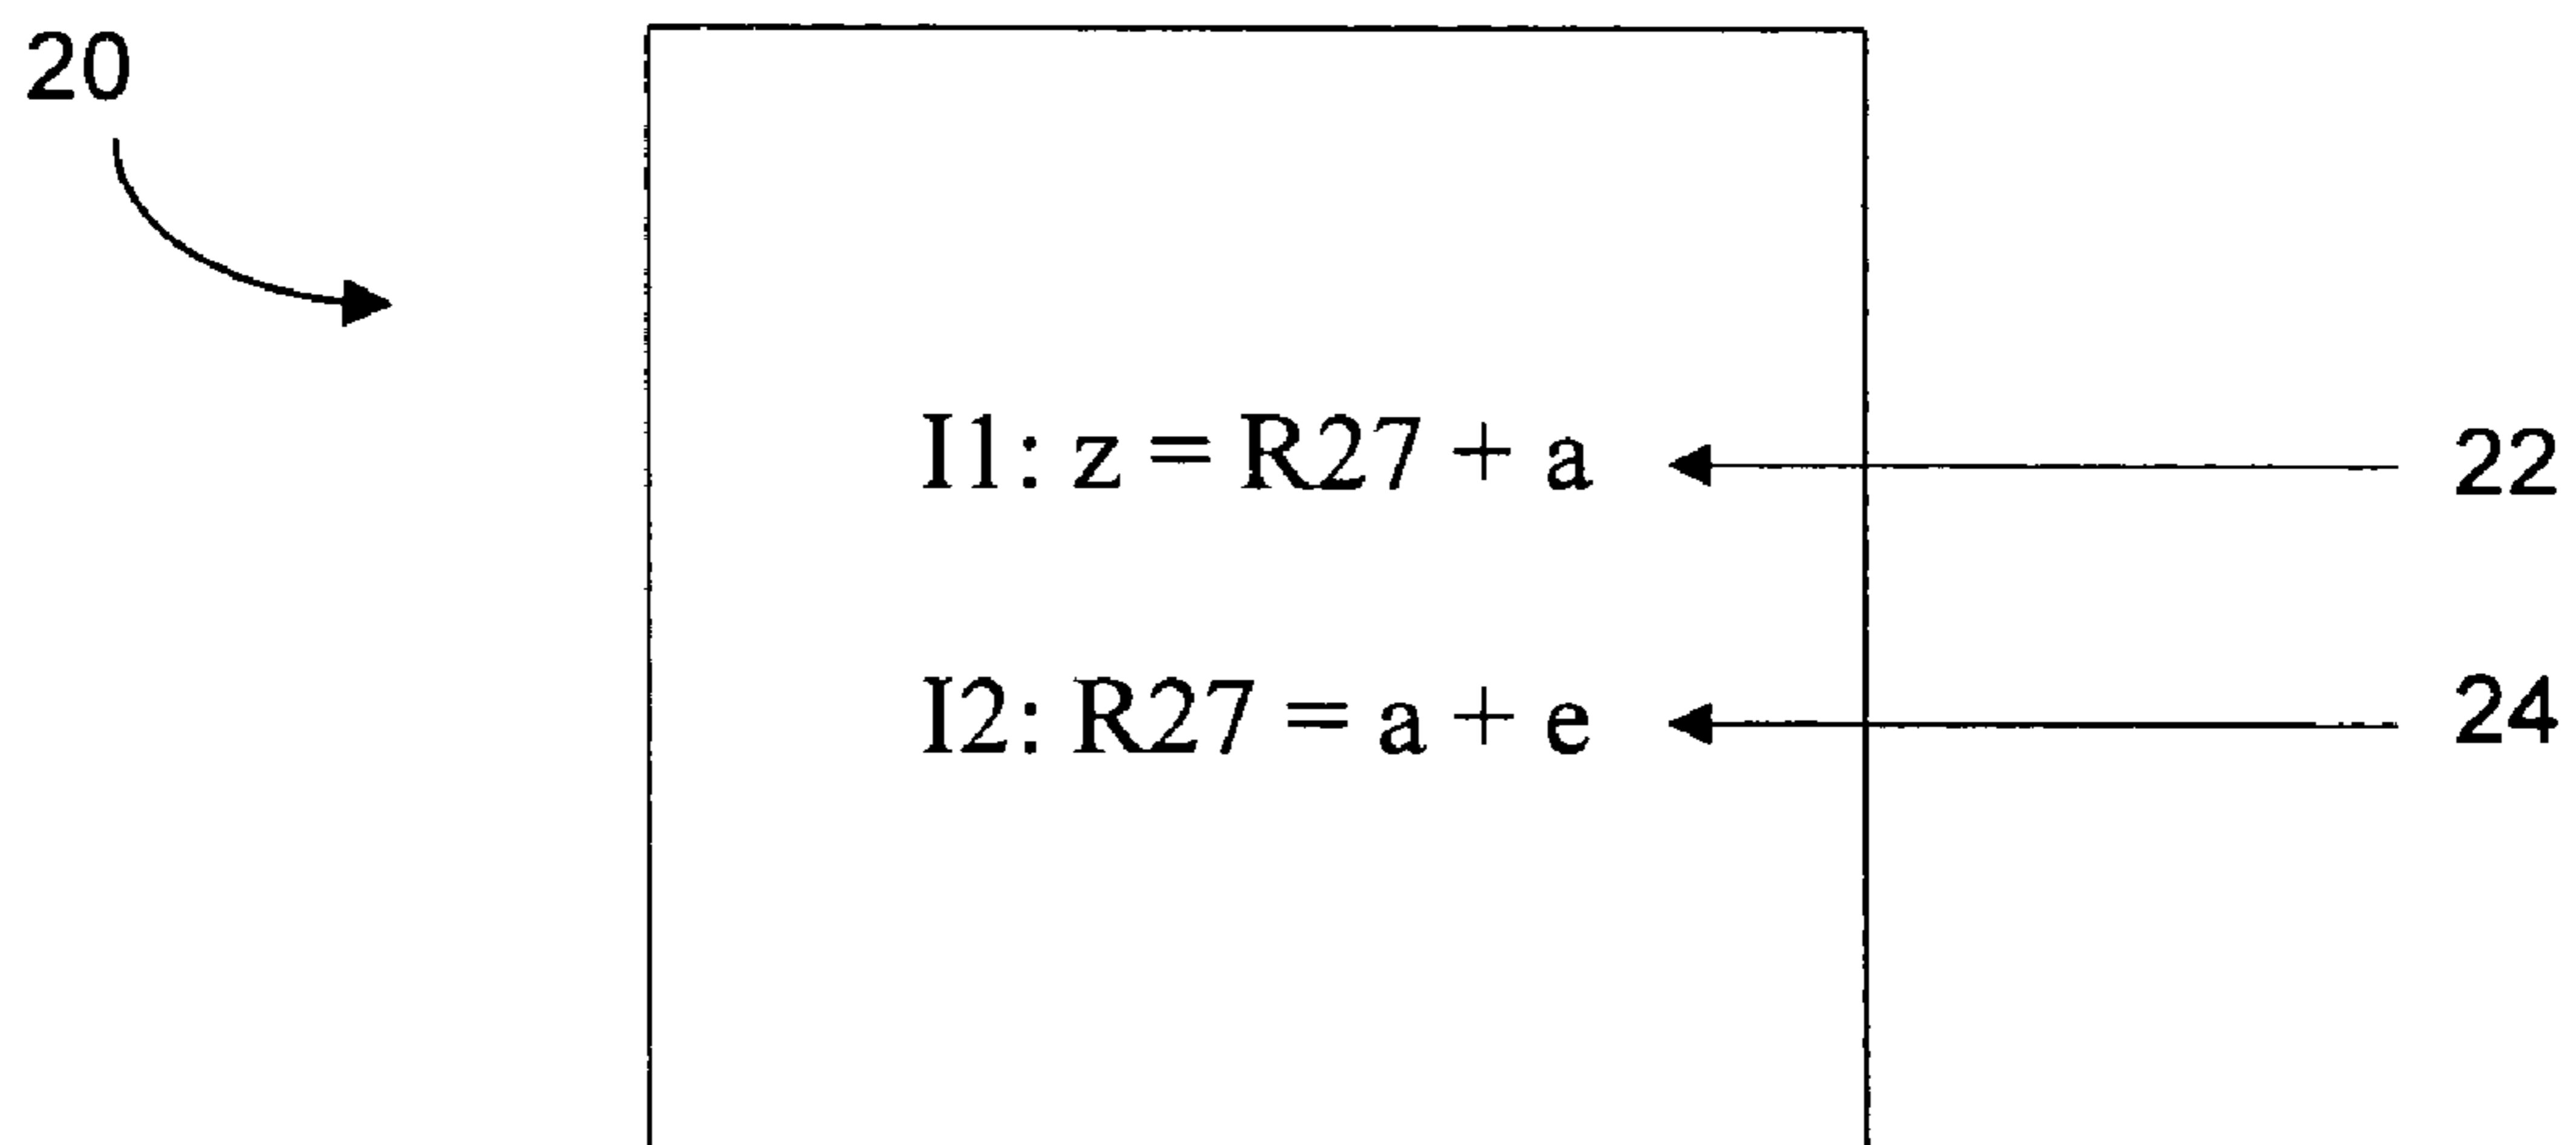 20
I1: z = R27 + a
22
I2: R27 = a + e
24